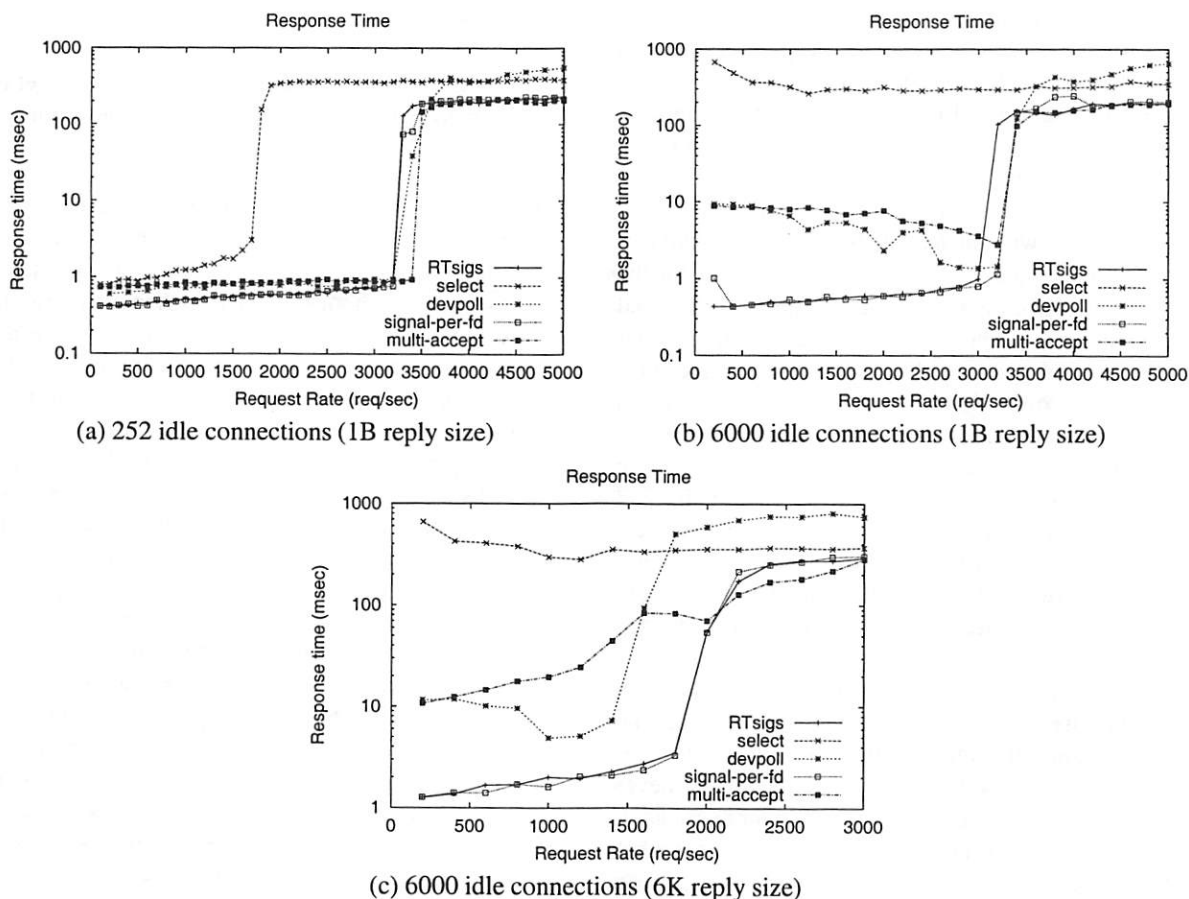 Response Time
Response time (msec)
1000
100
10
1
0.1
RTsigs
select
devpoll
signal-per-fd
multi-accept
0 500 1000 1500 2000 2500 3000 3500 4000 4500 5000
Request Rate (req/sec)
(a) 252 idle connections (1B reply size)
Response Time
Response time (msec)
1000
100
10
1
0.1
RTsigs
select
devpoll
signal-per-fd
multi-accept
0 500 1000 1500 2000 2500 3000 3500 4000 4500 5000
Request Rate (req/sec)
(b) 6000 idle connections (1B reply size)
Response Time
Response time (msec)
1000
100
10
1
RTsigs
select
devpoll
signal-per-fd
multi-accept
0 500 1000 1500 2000 2500 3000
Request Rate (req/sec)
(c) 6000 idle connections (6K reply size)